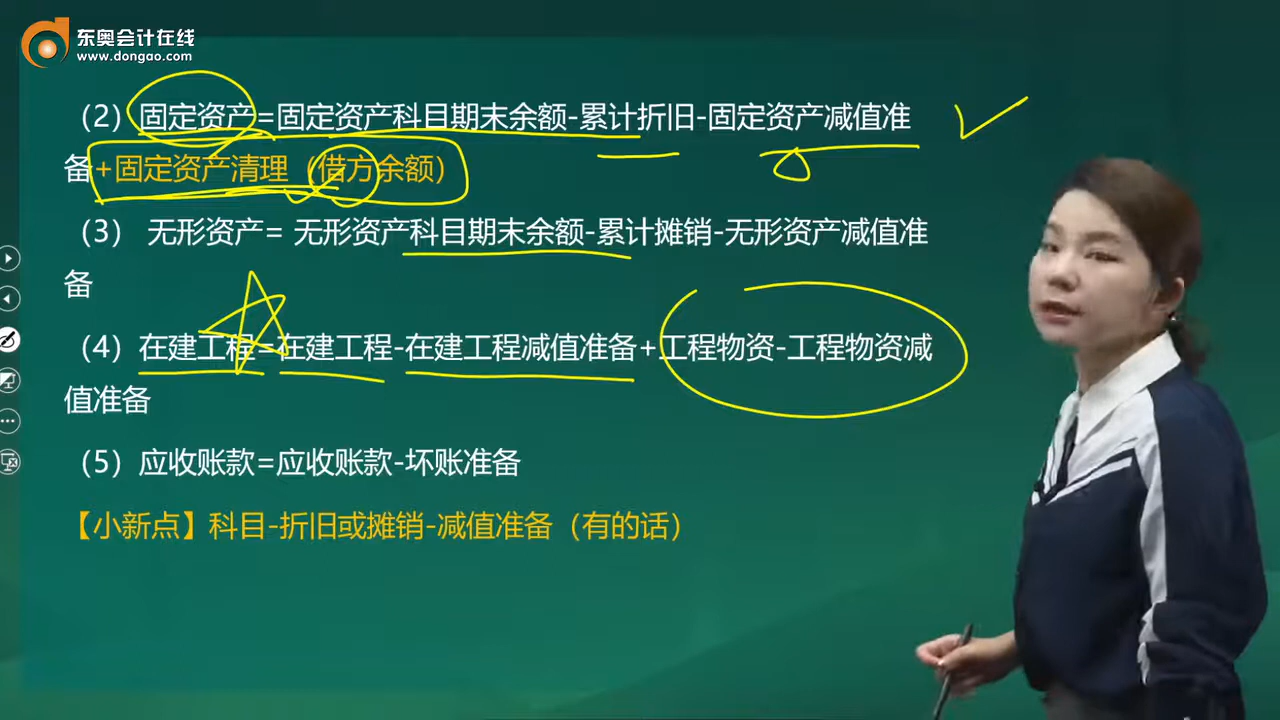 东奥会计在线
www.dongao.com
（2）固定资产=固定资产科目期末余额-累计折旧-固定资产减值准
备+固定资产清理（借方余额）
（3） 无形资产= 无形资产科目期末余额-累计摊销-无形资产减值准
备
（4）在建工程=在建工程-在建工程减值准备+工程物资-工程物资减
值准备
（5）应收账款=应收账款-坏账准备
【小新点】科目-折旧或摊销-减值准备（有的话）